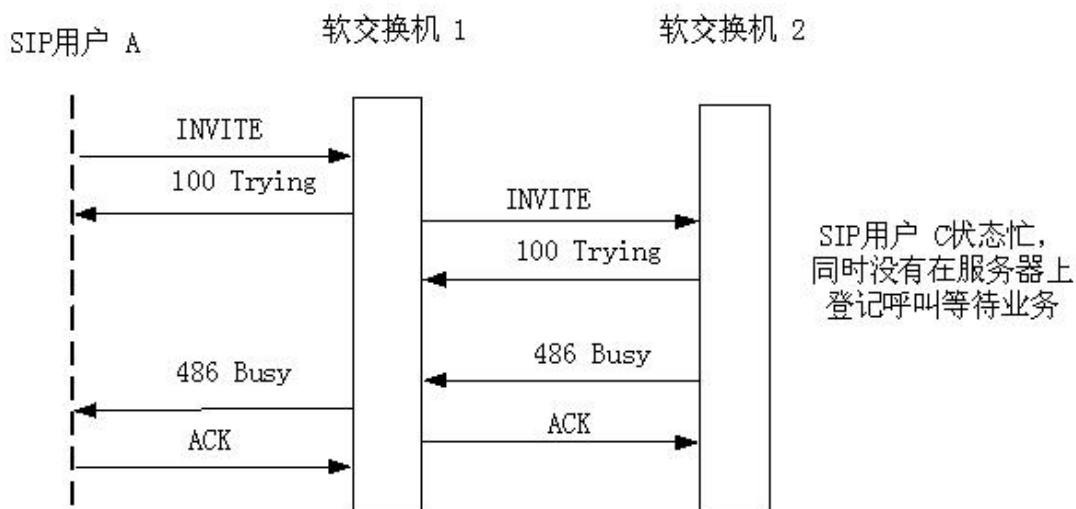 SIP用户 A
软交换机 1
软交换机 2
INVITE
100 Trying
INVITE
100 Trying
SIP用户 C状态忙，
同时没有在服务器上
登记呼叫等待业务
486 Busy
486 Busy
ACK
ACK